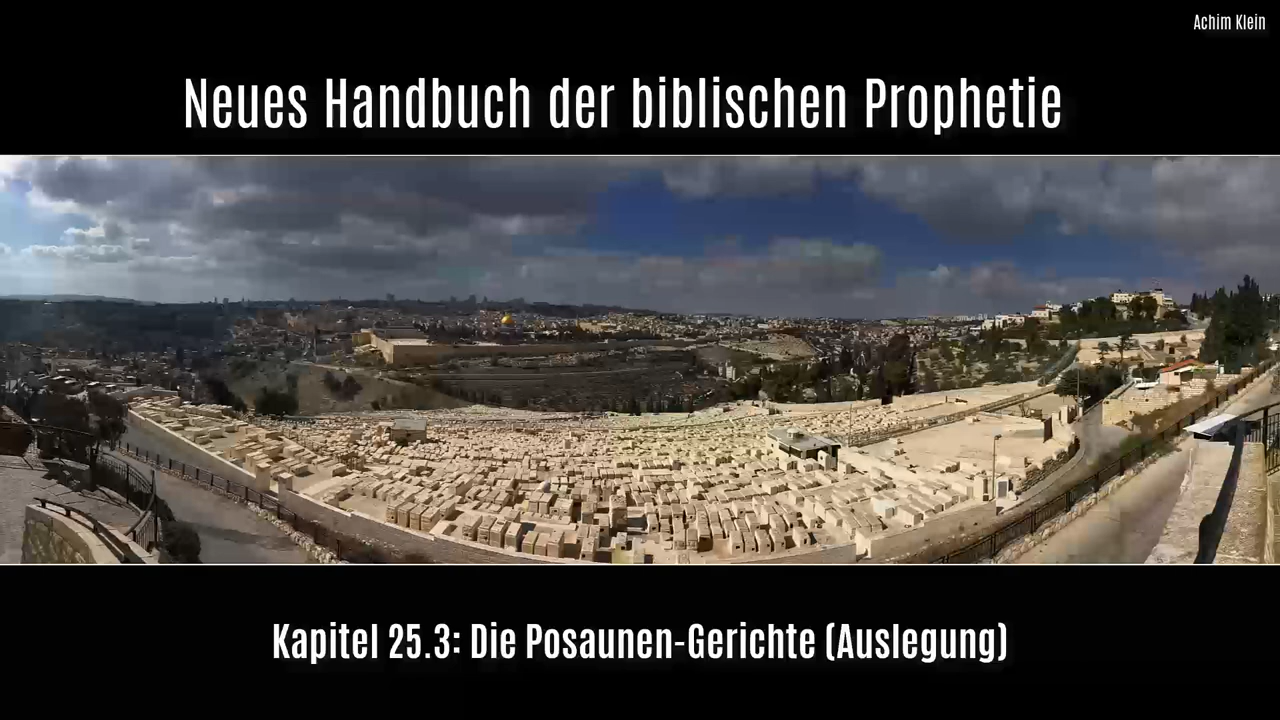 Achim Klein
Neues Handbuch der biblischen Prophetie
Kapitel 25.3: Die Posaunen-Gerichte (Auslegung)